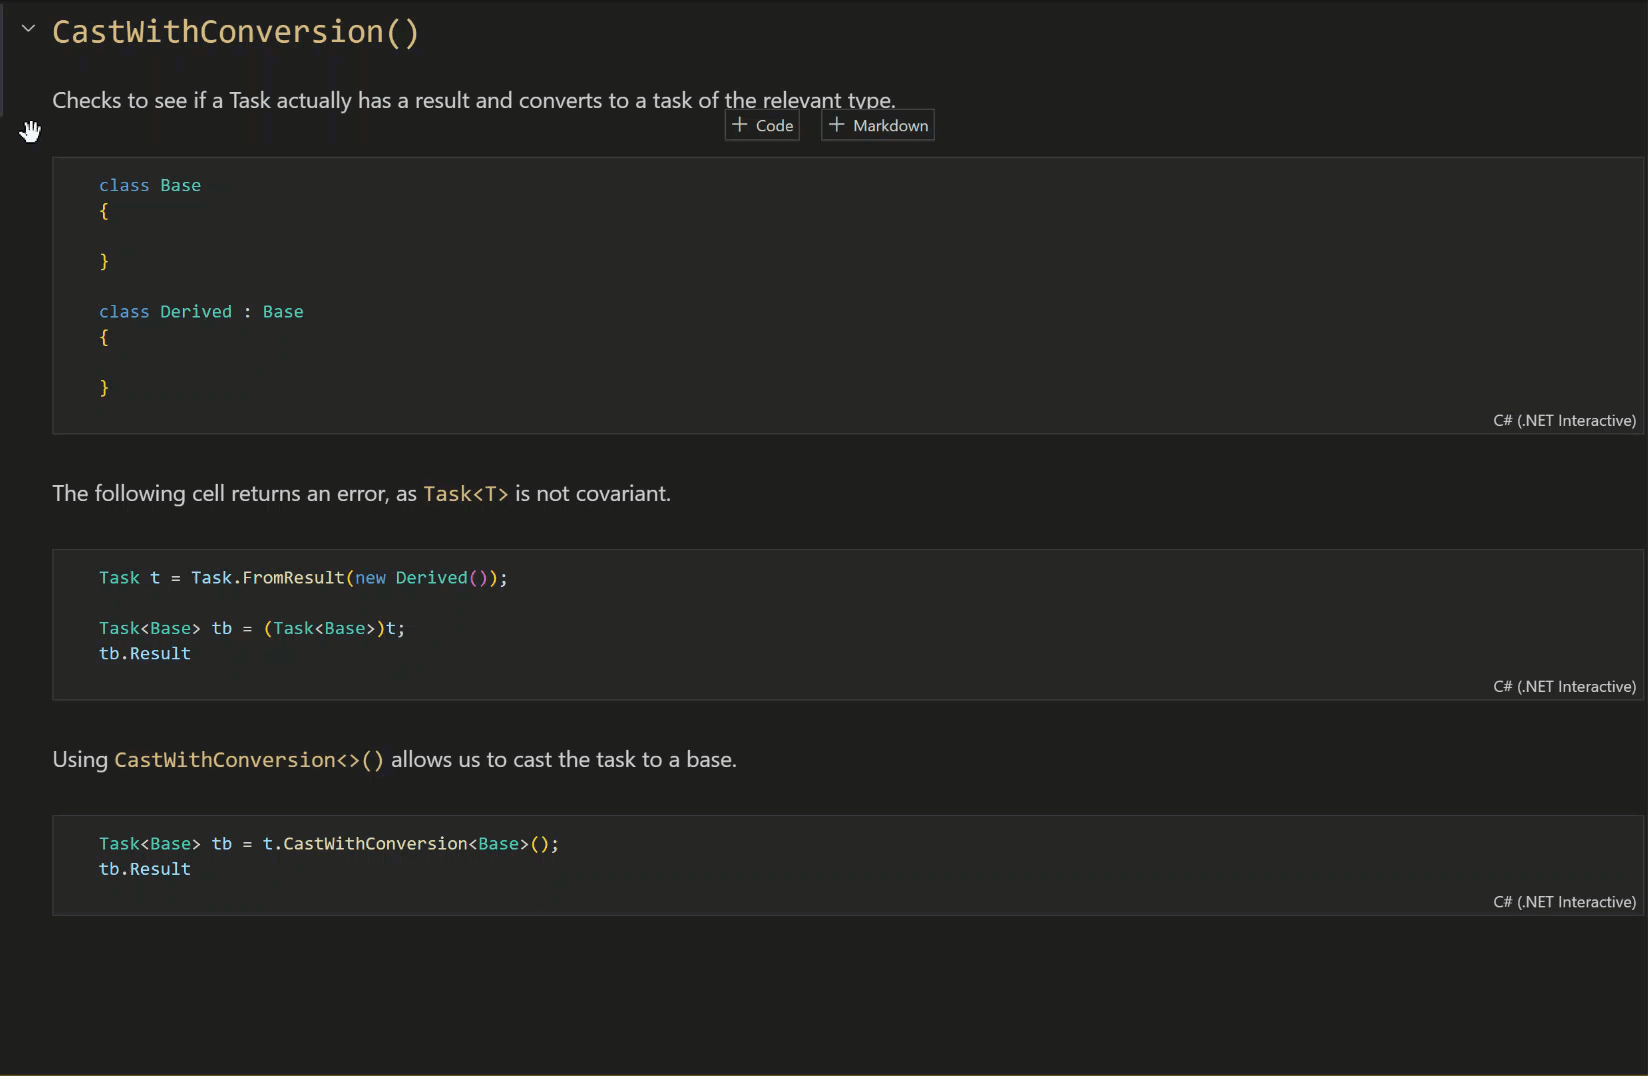 CastWithConversion()
Checks to see if a Task actually has a result and converts to a task of the relevant type.
+ Code + Markdown
class Base
{
}
class Derived : Base
{
}
C# (.NET Interactive)
The following cell returns an error, as Task<T> is not covariant.
Task t = Task.FromResult(new Derived());
Task<Base> tb = (Task<Base>)t;
tb.Result
C# (.NET Interactive)
Using CastWithConversion<>() allows us to cast the task to a base.
Task<Base> tb = t.CastWithConversion<Base>();
tb.Result
C# (.NET Interactive)